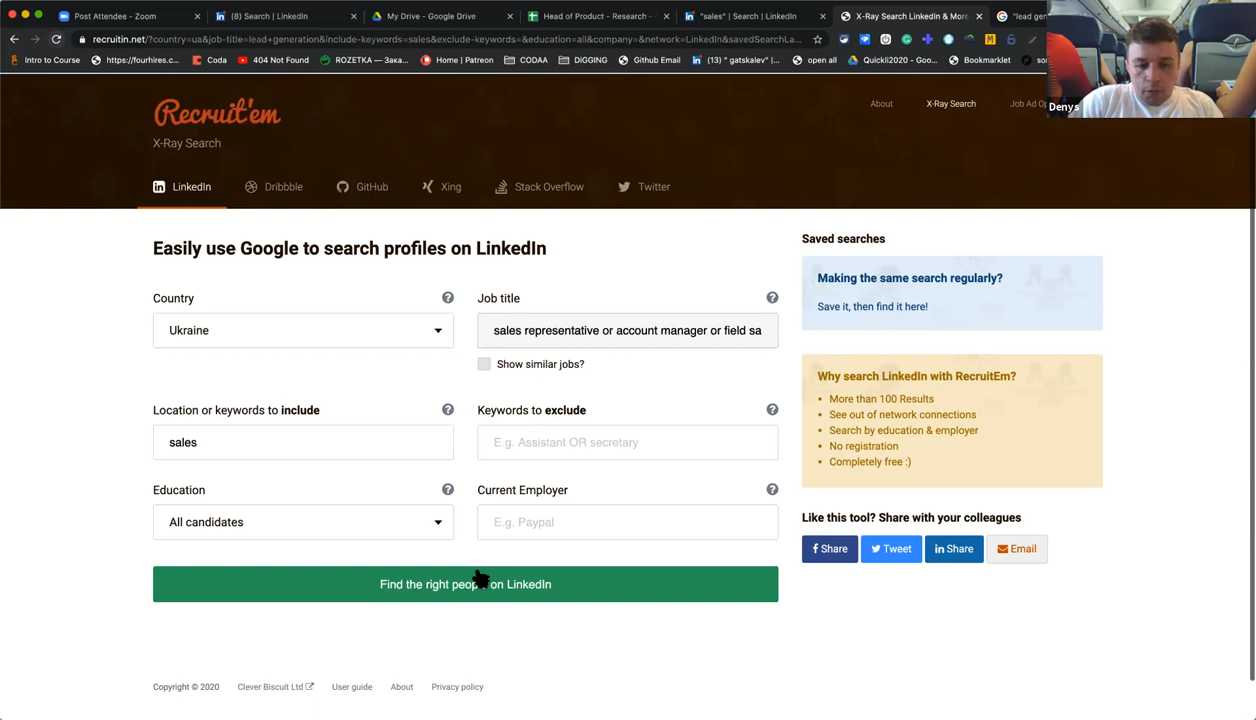 Post Attendee - Zoom
(8) Search | LinkedIn
My Drive - Google Drive
Head of Product - Research -
"sales" | Search | LinkedIn
X-Ray Search LinkedIn & More
"lead gen
recruitin.net/?country=ua&job-title=lead+generation&include-keywords=sales&exclude-keywords=&education=all&company=&network=LinkedIn&savedSearchLa...
Intro to Course
https://fourhires.c...
Coda
404 Not Found
ROZETKA — Зака...
Home | Patreon
CODAA
DiGGING
Github Email
(13) " gatskalev" |...
open all
Quickli2020 - Goo...
Bookmarklet
Denys
Recruit'em
X-Ray Search
About
X-Ray Search
Job Ad Op
LinkedIn
Dribbble
GitHub
Xing
Stack Overflow
Twitter
Easily use Google to search profiles on LinkedIn
Country
Ukraine
Job title
sales representative or account manager or field sa
Show similar jobs?
Location or keywords to include
sales
Keywords to exclude
E.g. Assistant OR secretary
Education
All candidates
Current Employer
E.g. Paypal
Find the right people on LinkedIn
Saved searches
Making the same search regularly?
Save it, then find it here!
Why search LinkedIn with RecruitEm?
More than 100 Results
See out of network connections
Search by education & employer
No registration
Completely free :)
Like this tool? Share with your colleagues
Share
Tweet
Share
Email
Copyright © 2020
Clever Biscuit Ltd
User guide
About
Privacy policy